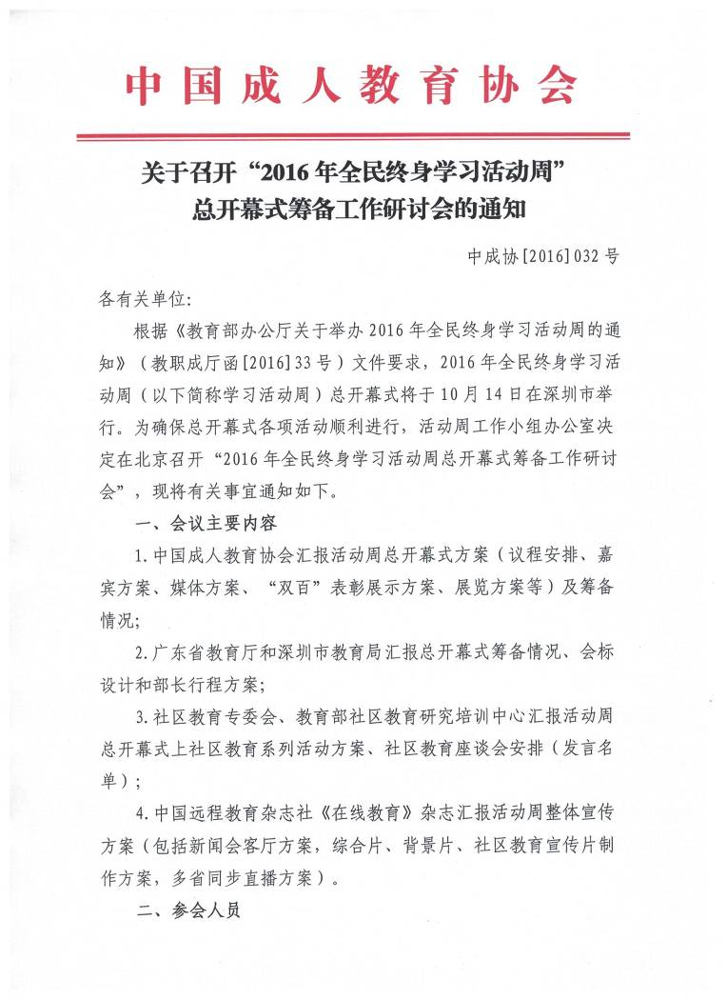 中国成人教育协会
关于召开“2016年全民终身学习活动周”
总开幕式筹备工作研讨会的通知
中成协[2016]032号
各有关单位:
根据《教育部办公厅关于举办2016年全民终身学习活动周的通
知》（教职成厅函[2016]33号）文件要求，2016年全民终身学习活
动周（以下简称学习活动周）总开幕式将于10月14日在深圳市举
行。为确保总开幕式各项活动顺利进行，活动周工作小组办公室决
定在北京召开“2016年全民终身学习活动周总开幕式筹备工作研讨
会”，现将有关事宜通知如下。
一、会议主要内容
1.中国成人教育协会汇报活动周总开幕式方案（议程安排、嘉
宾方案、媒体方案、“双百”表彰展示方案、展览方案等）及筹备
情况;
2.广东省教育厅和深圳市教育局汇报总开幕式筹备情况、会标
设计和部长行程方案;
3.社区教育专委会、教育部社区教育研究培训中心汇报活动周
总开幕式上社区教育系列活动方案、社区教育座谈会安排（发言名
单）;
4.中国远程教育杂志社《在线教育》杂志汇报活动周整体宣传
方案（包括新闻会客厅方案，综合片、背景片、社区教育宣传片制
作方案，多省同步直播方案）。
二、参会人员